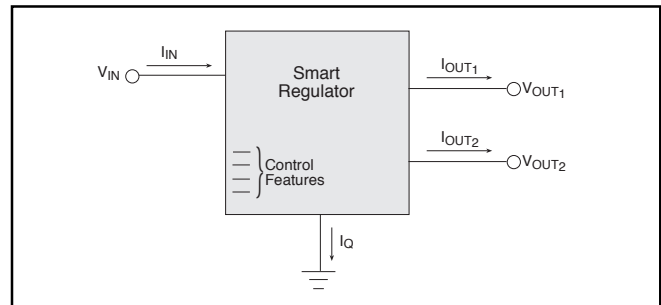 I_IN
V_IN
Smart
Regulator
I_OUT1
V_OUT1
I_OUT2
V_OUT2
Control
Features
I_Q